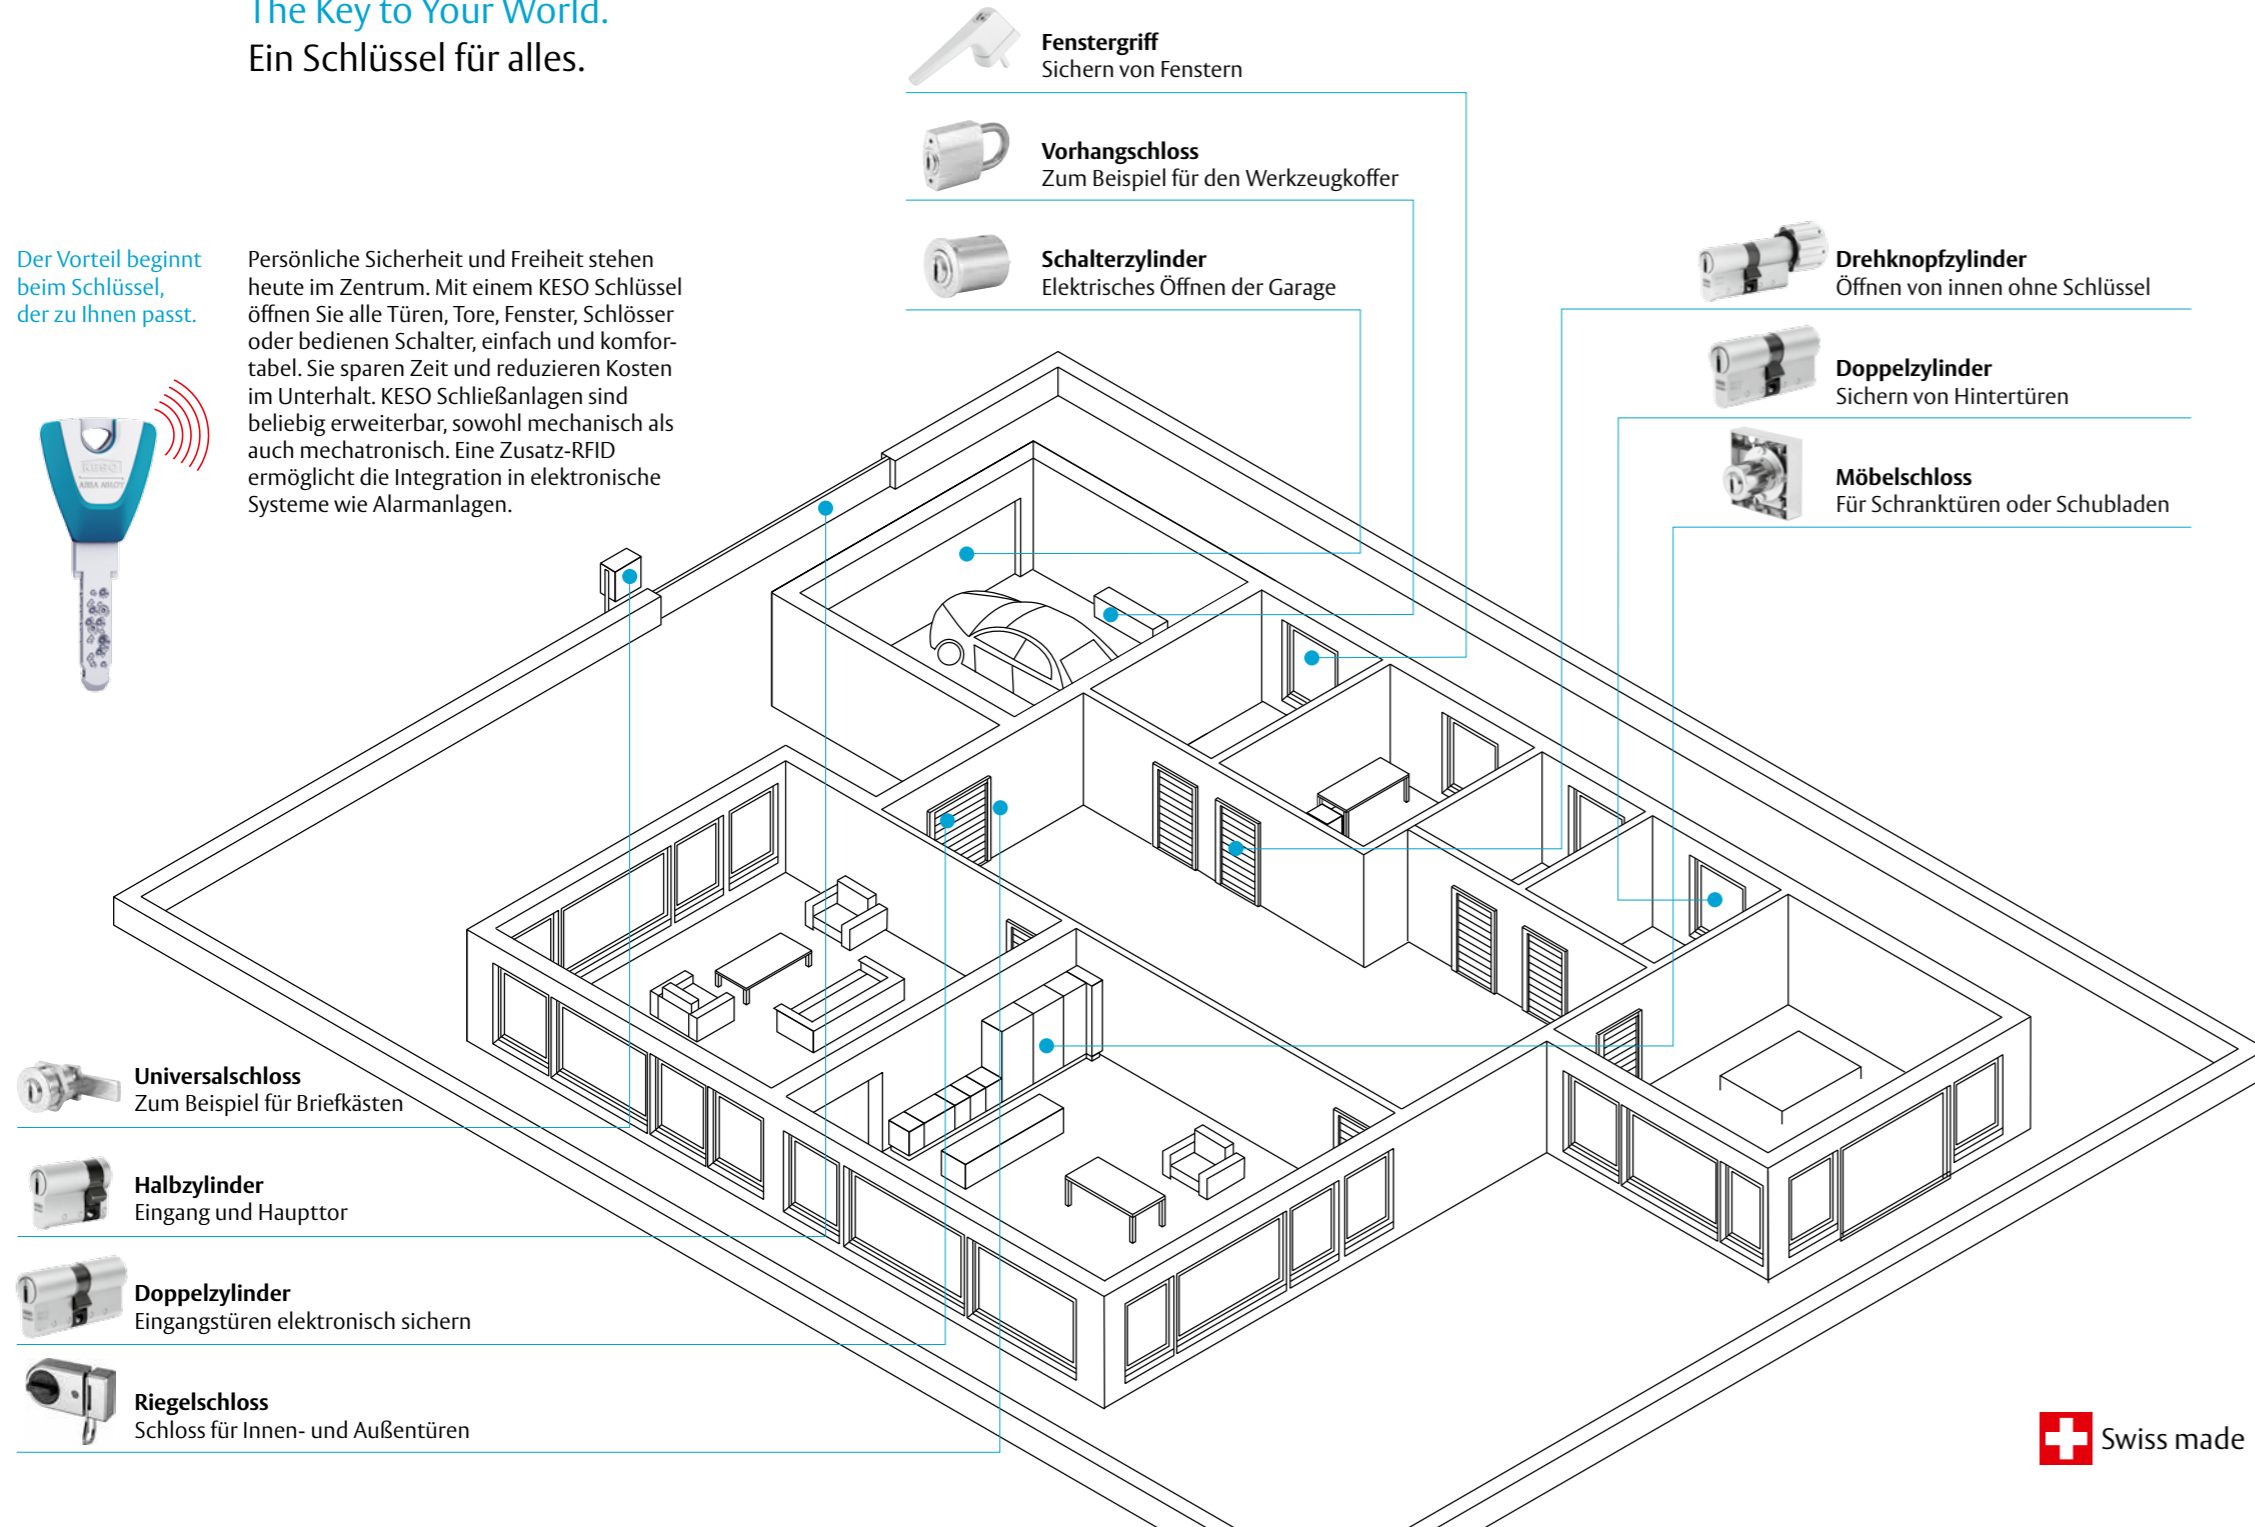 The Key to Your World.
Ein Schlüssel für alles.
Der Vorteil beginnt
beim Schlüssel,
der zu Ihnen passt.
Persönliche Sicherheit und Freiheit stehen
heute im Zentrum. Mit einem KESO Schlüssel
öffnen Sie alle Türen, Tore, Fenster, Schlösser
oder bedienen Schalter, einfach und komfor-
tabel. Sie sparen Zeit und reduzieren Kosten
im Unterhalt. KESO Schließanlagen sind
beliebig erweiterbar, sowohl mechanisch als
auch mechatronisch. Eine Zusatz-RFID
ermöglicht die Integration in elektronische
Systeme wie Alarmanlagen.
KESO
ASSA ABLOY
Fenstergriff
Sichern von Fenstern
Vorhangschloss
Zum Beispiel für den Werkzeugkoffer
Schalterzylinder
Elektrisches Öffnen der Garage
Drehknopfzylinder
Öffnen von innen ohne Schlüssel
Doppelzylinder
Sichern von Hintertüren
Möbelschloss
Für Schranktüren oder Schubladen
Universalschloss
Zum Beispiel für Briefkästen
Halbzylinder
Eingang und Haupttor
Doppelzylinder
Eingangstüren elektronisch sichern
Riegelschloss
Schloss für Innen- und Außentüren
Swiss made